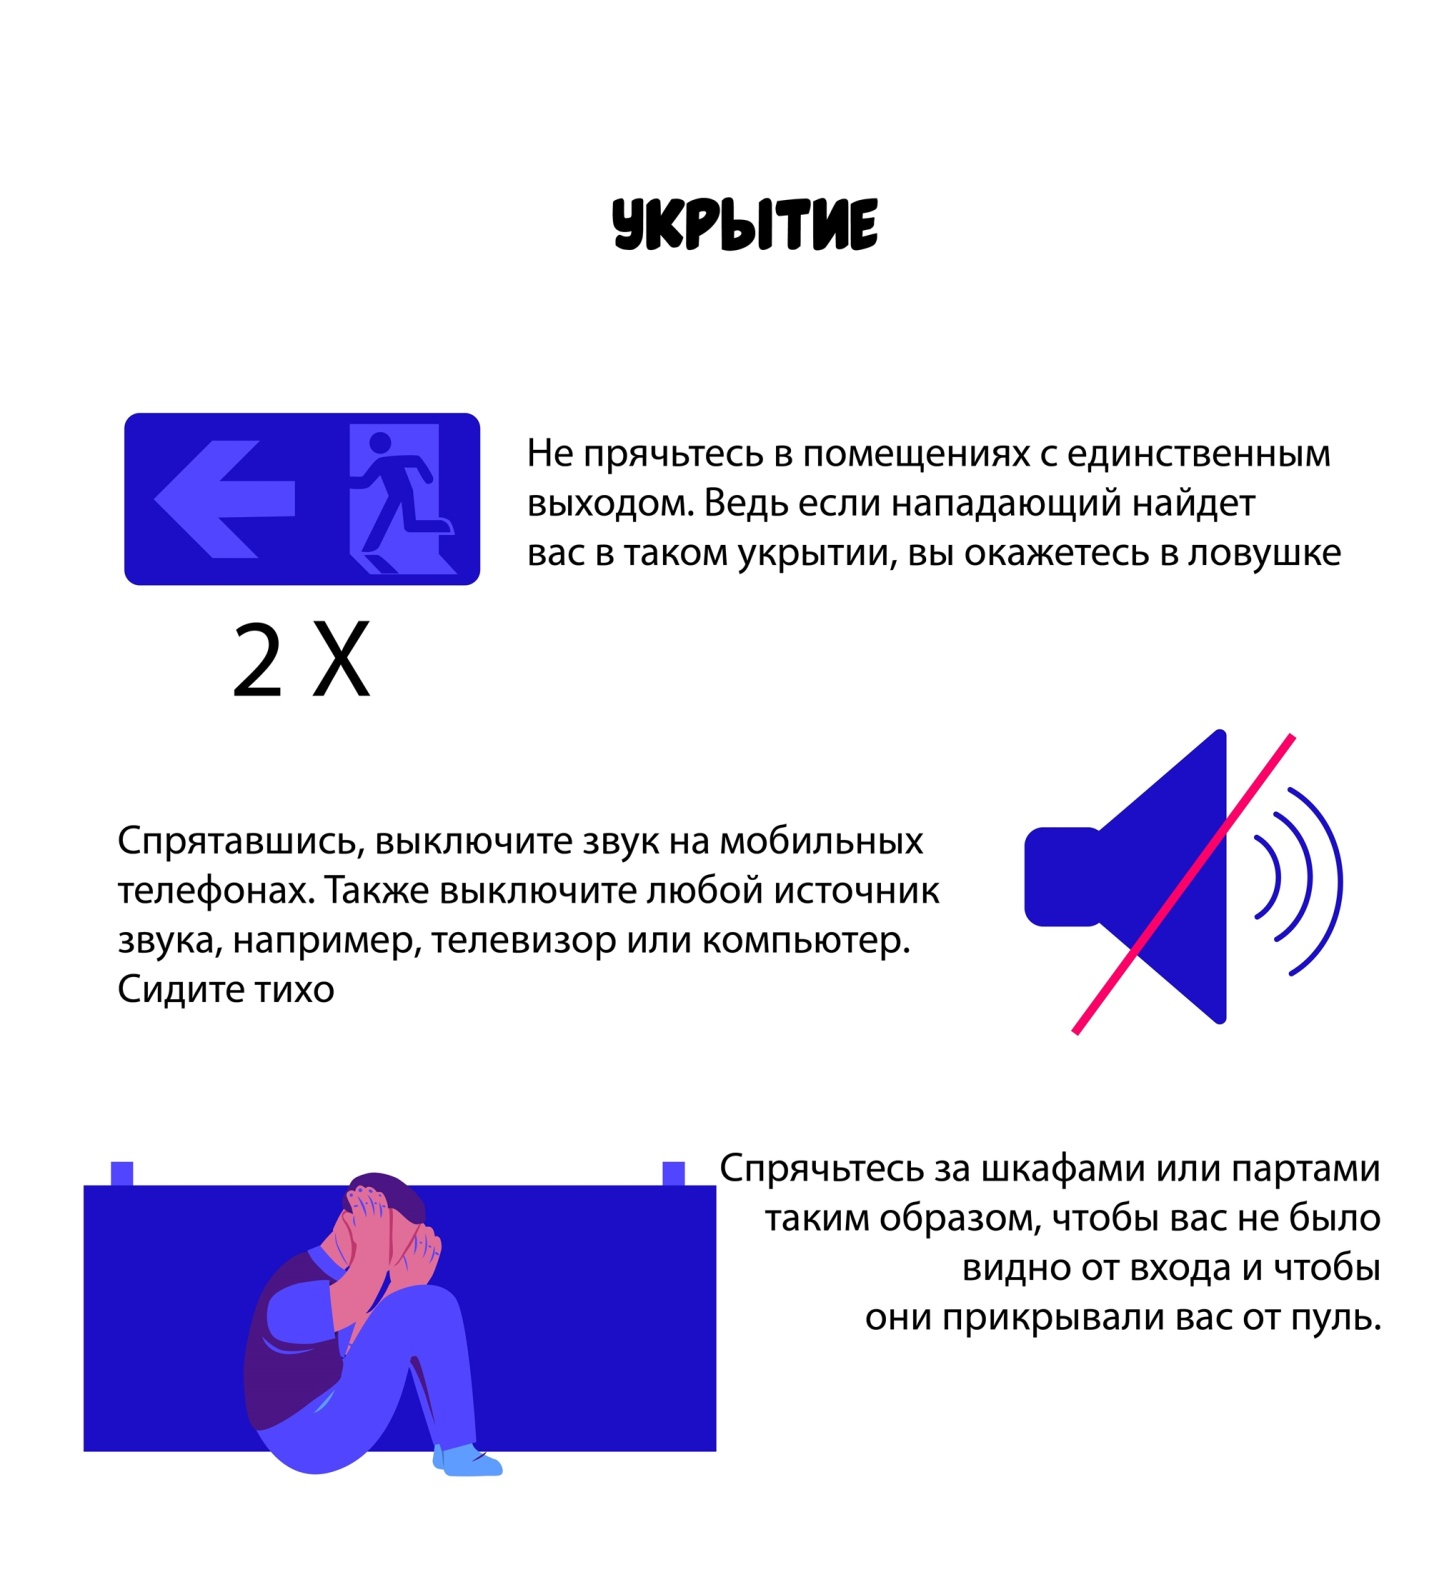 УКРЫТИЕ
Не прячьтесь в помещениях с единственным
выходом. Ведь если нападающий найдет
вас в таком укрытии, вы окажетесь в ловушке
2 X
Спрятавшись, выключите звук на мобильных
телефонах. Также выключите любой источник
звука, например, телевизор или компьютер.
Сидите тихо
Спрячьтесь за шкафами или партами
таким образом, чтобы вас не было
видно от входа и чтобы
они прикрывали вас от пуль.